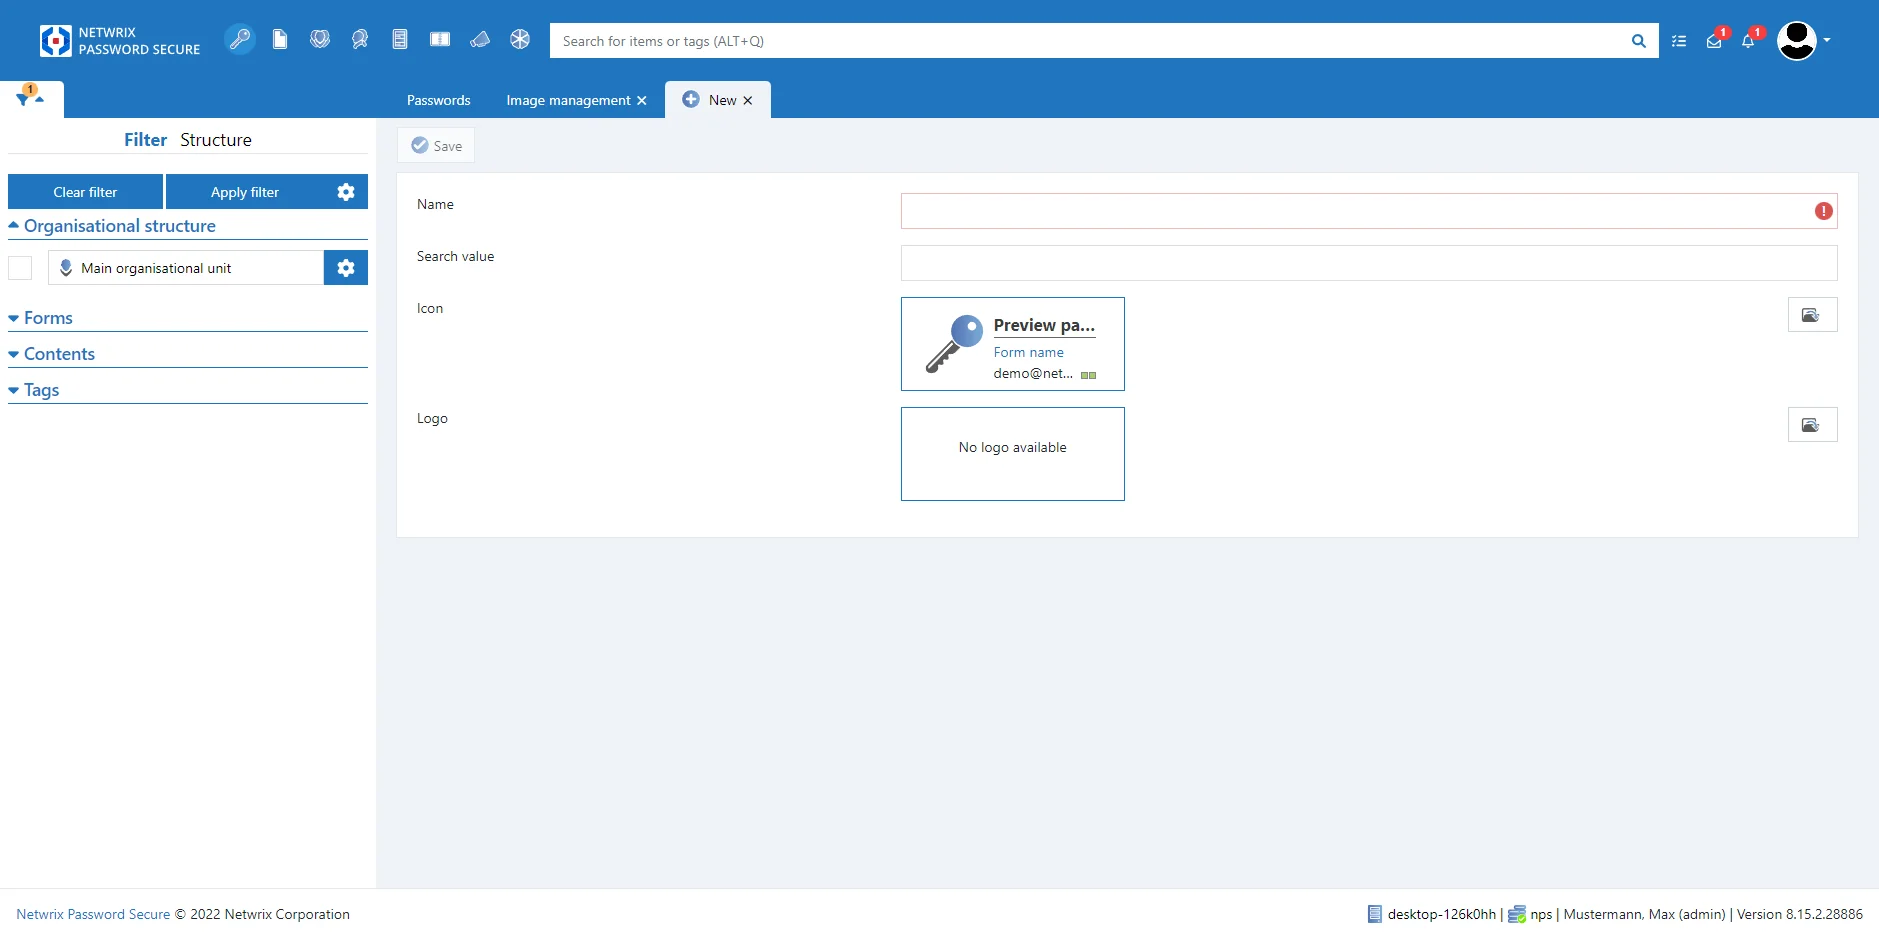 NETWRIX
PASSWORD SECURE
Search for items or tags (ALT+Q)
1
1
1
Passwords
Image management
New
Filter Structure
Save
Clear filter
Apply filter
Organisational structure
Main organisational unit
Forms
Contents
Tags
Name
Search value
Icon
Preview pa...
Form name
demo@net...
Logo
No logo available
Netwrix Password Secure © 2022 Netwrix Corporation
desktop-126k0hh | nps | Mustermann, Max (admin) | Version 8.15.2.28886